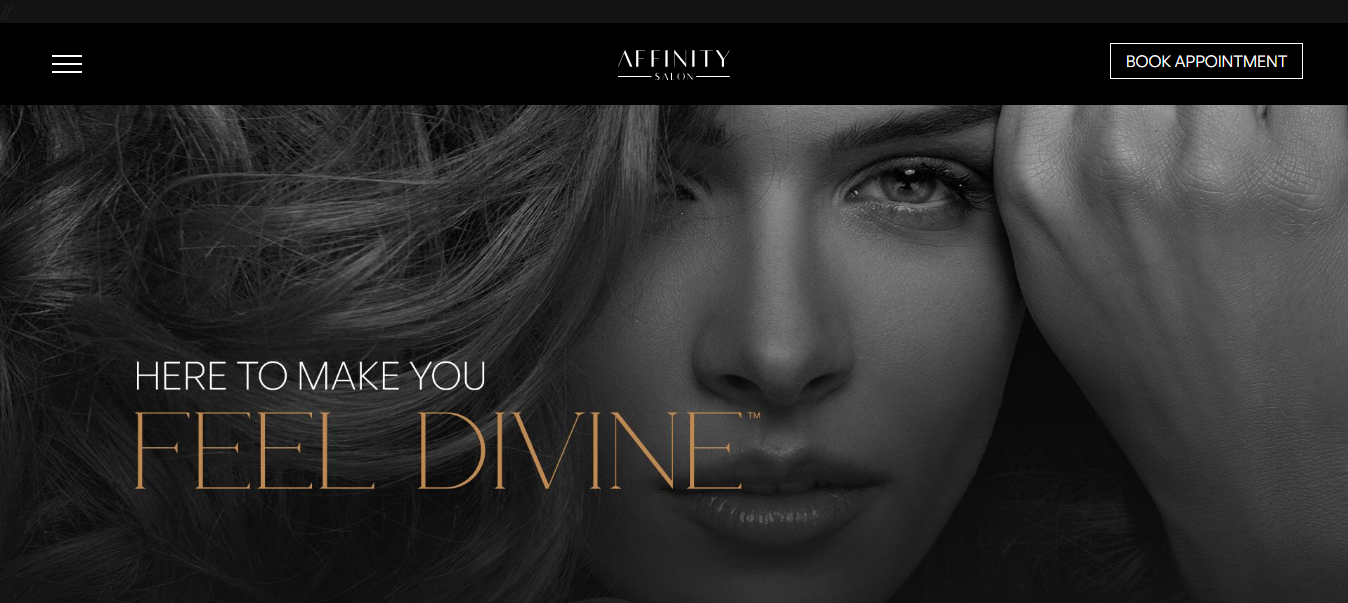 //
AFFINITY
SALON
BOOK APPOINTMENT
HERE TO MAKE YOU
FEEL DIVINE™